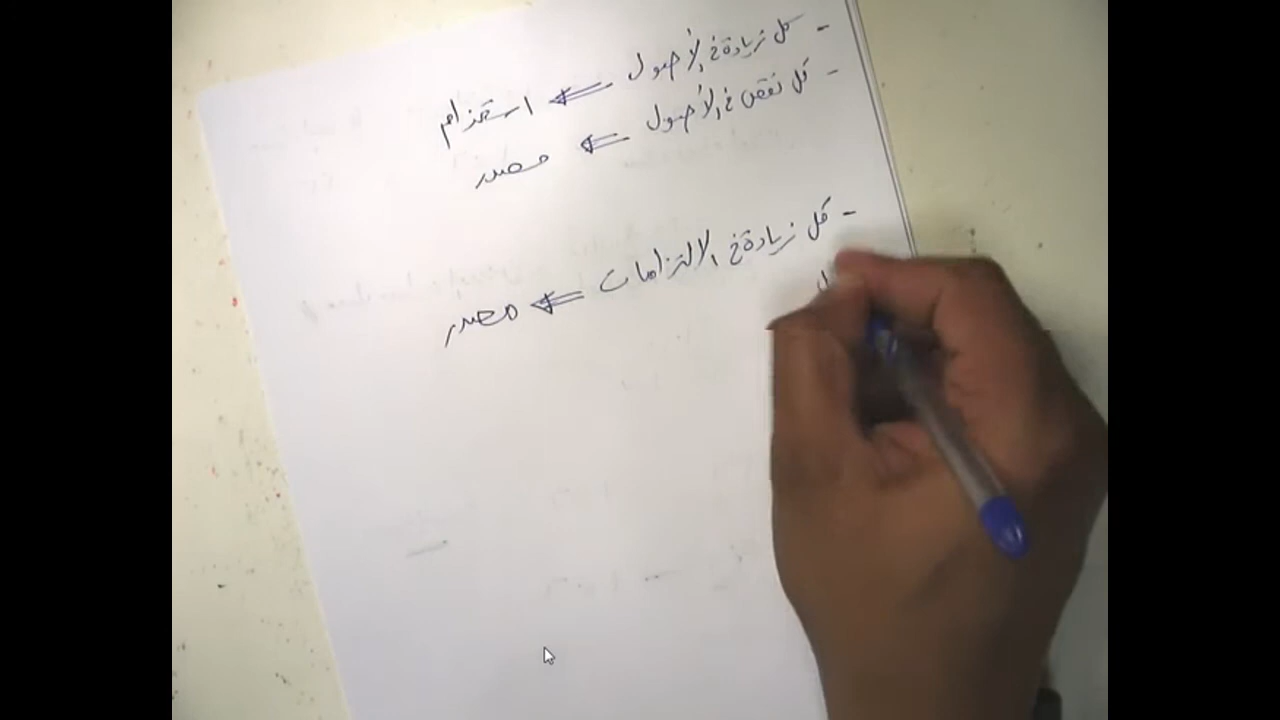 - كل زيادة في الأصول ⇐ استخدام
- كل نقص في الأصول ⇐ مصدر
- كل زيادة في الالتزامات ⇐ مصدر